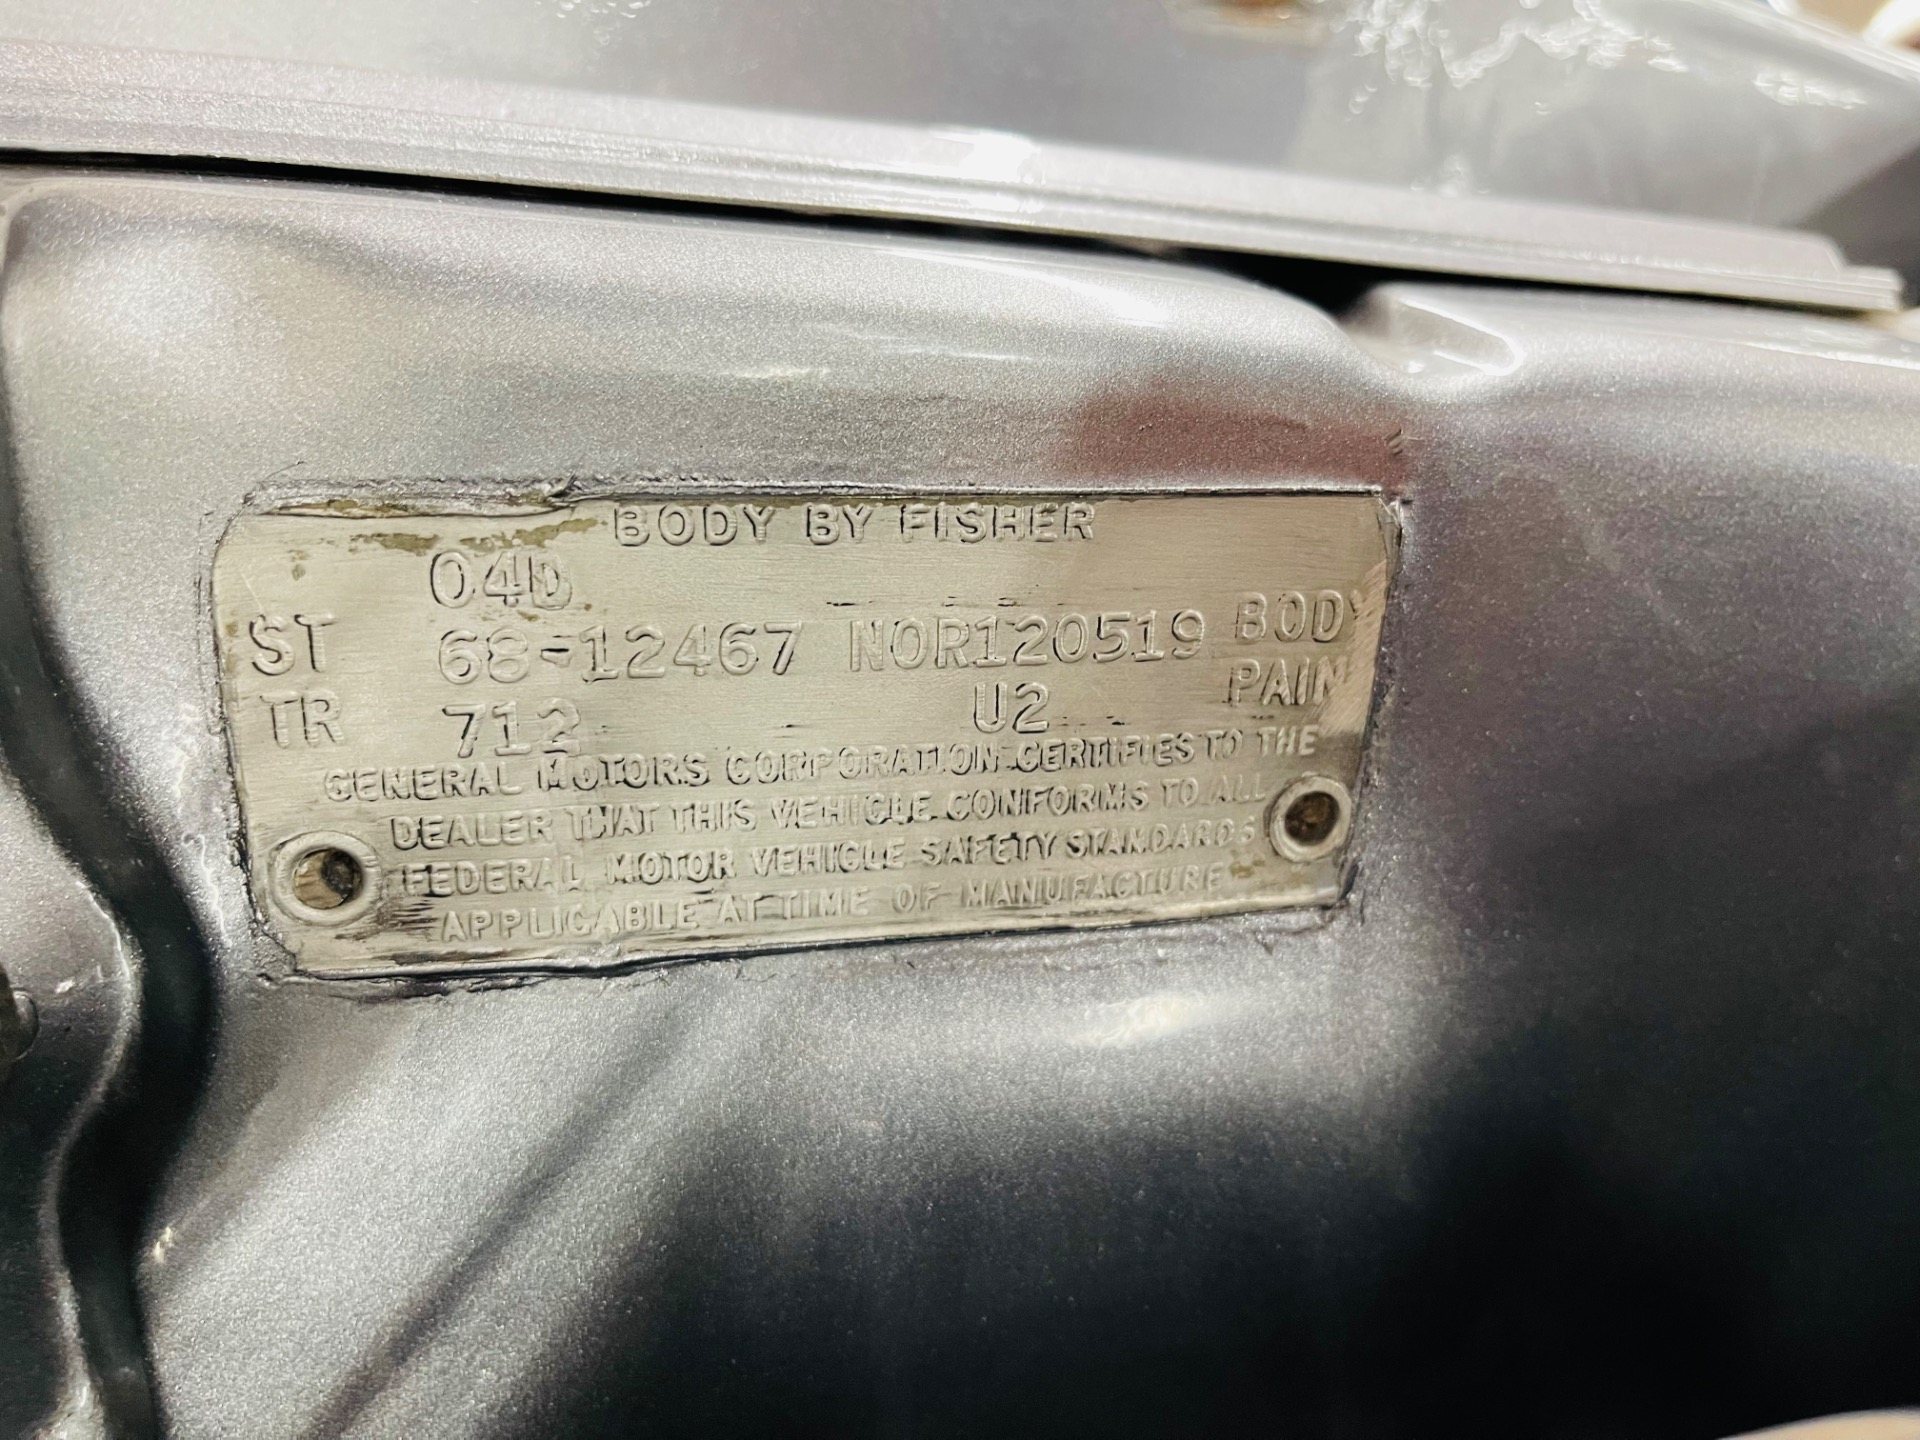 BODY BY FISHER
04D
ST 68-12467 NOR120519 BODY
TR 712 U2 PAIN
GENERAL MOTORS CORPORATION CERTIFIES TO THE
DEALER THAT THIS VEHICLE CONFORMS TO ALL
FEDERAL MOTOR VEHICLE SAFETY STANDARDS
APPLICABLE AT TIME OF MANUFACTURE